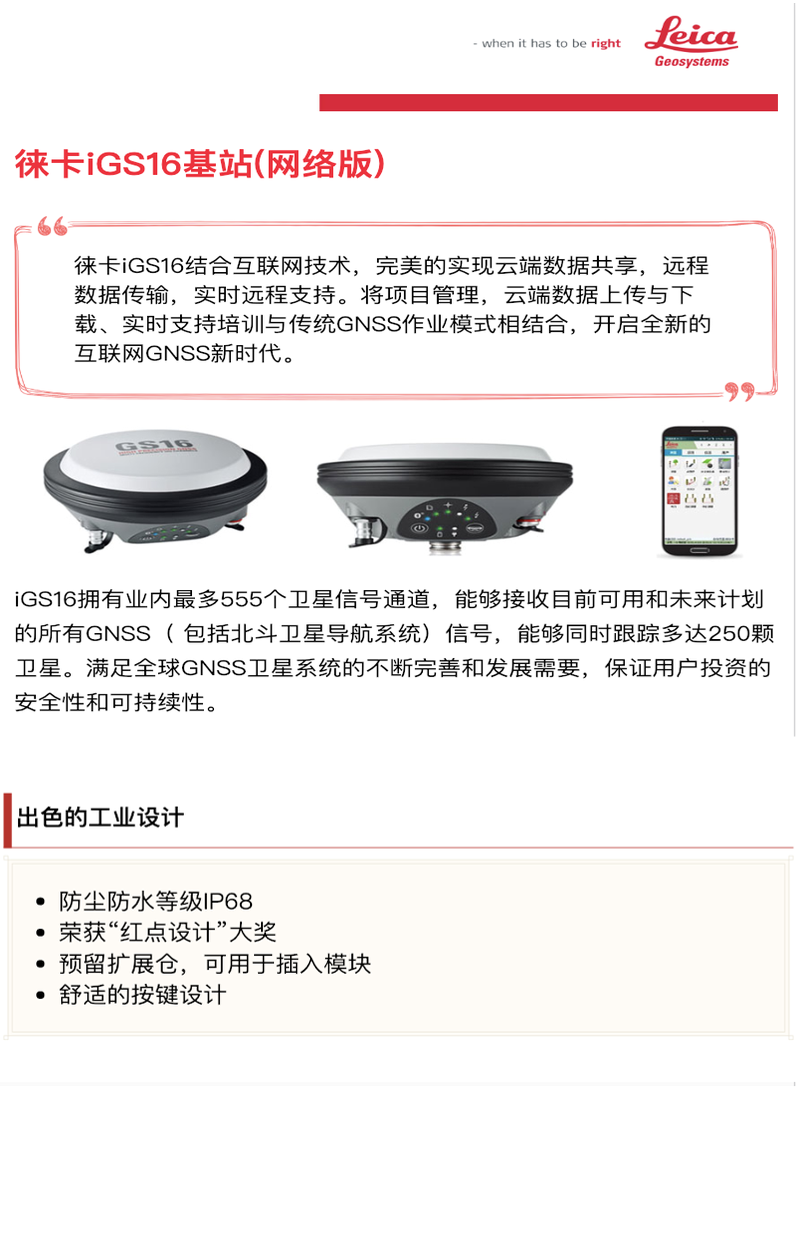 - when it has to be right
Leica
Geosystems
徕卡iGS16基站(网络版)
徕卡iGS16结合互联网技术，完美的实现云端数据共享，远程
数据传输，实时远程支持。将项目管理，云端数据上传与下
载、实时支持培训与传统GNSS作业模式相结合，开启全新的
互联网GNSS新时代。
GS16
iGS16拥有业内最多555个卫星信号通道，能够接收目前可用和未来计划
的所有GNSS（ 包括北斗卫星导航系统）信号，能够同时跟踪多达250颗
卫星。满足全球GNSS卫星系统的不断完善和发展需要，保证用户投资的
安全性和可持续性。
出色的工业设计
• 防尘防水等级IP68
• 荣获“红点设计”大奖
• 预留扩展仓，可用于插入模块
• 舒适的按键设计